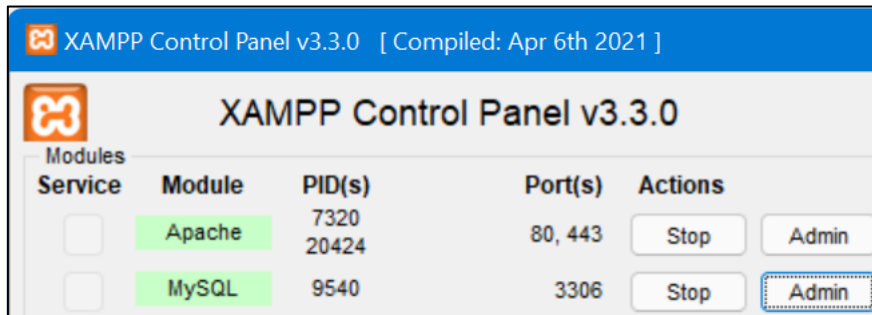 XAMPP Control Panel v3.3.0 [ Compiled: Apr 6th 2021 ]
XAMPP Control Panel v3.3.0
Modules
Service Module PID(s) Port(s) Actions
Apache 7320 20424 80, 443 Stop Admin
MySQL 9540 3306 Stop Admin